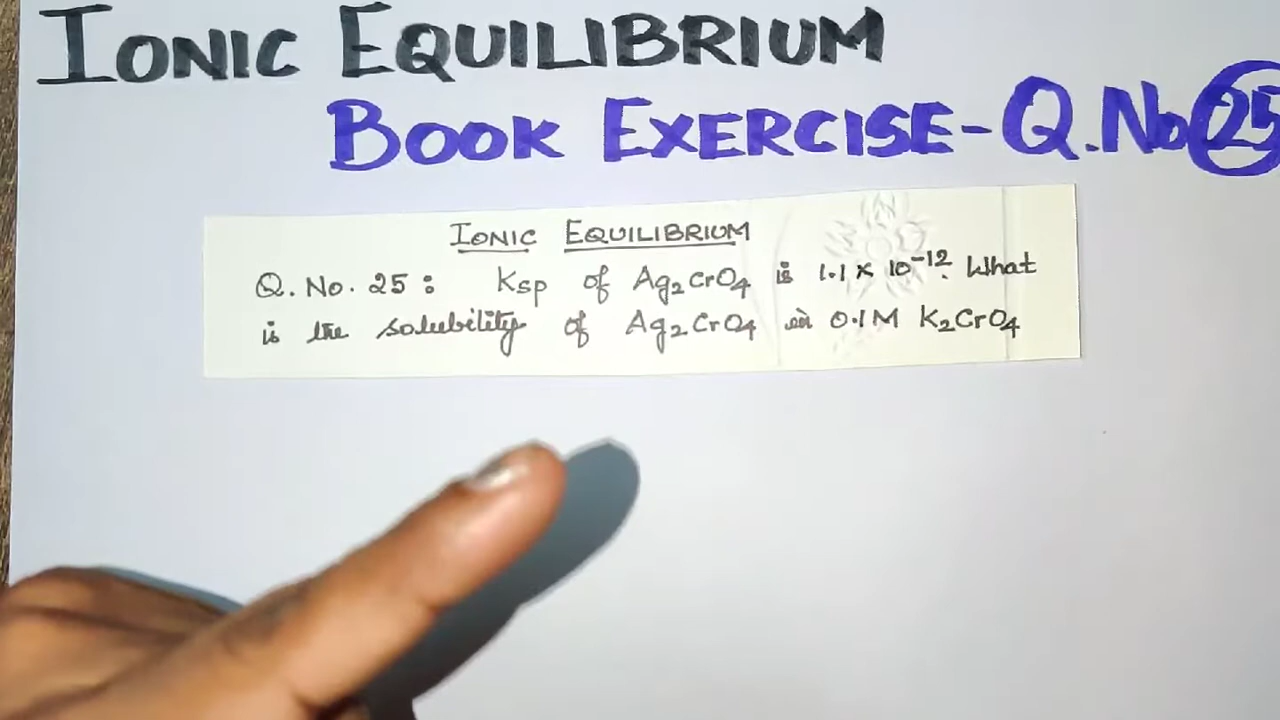 IONIC EQUILIBRIUM
BOOK EXERCISE-Q.No 25
IONIC EQUILIBRIUM
Q.No.25: Ksp of Ag₂CrO₄ is 1.1 x 10⁻¹². What
is the solubility of Ag₂CrO₄ in 0.1M K₂CrO₄